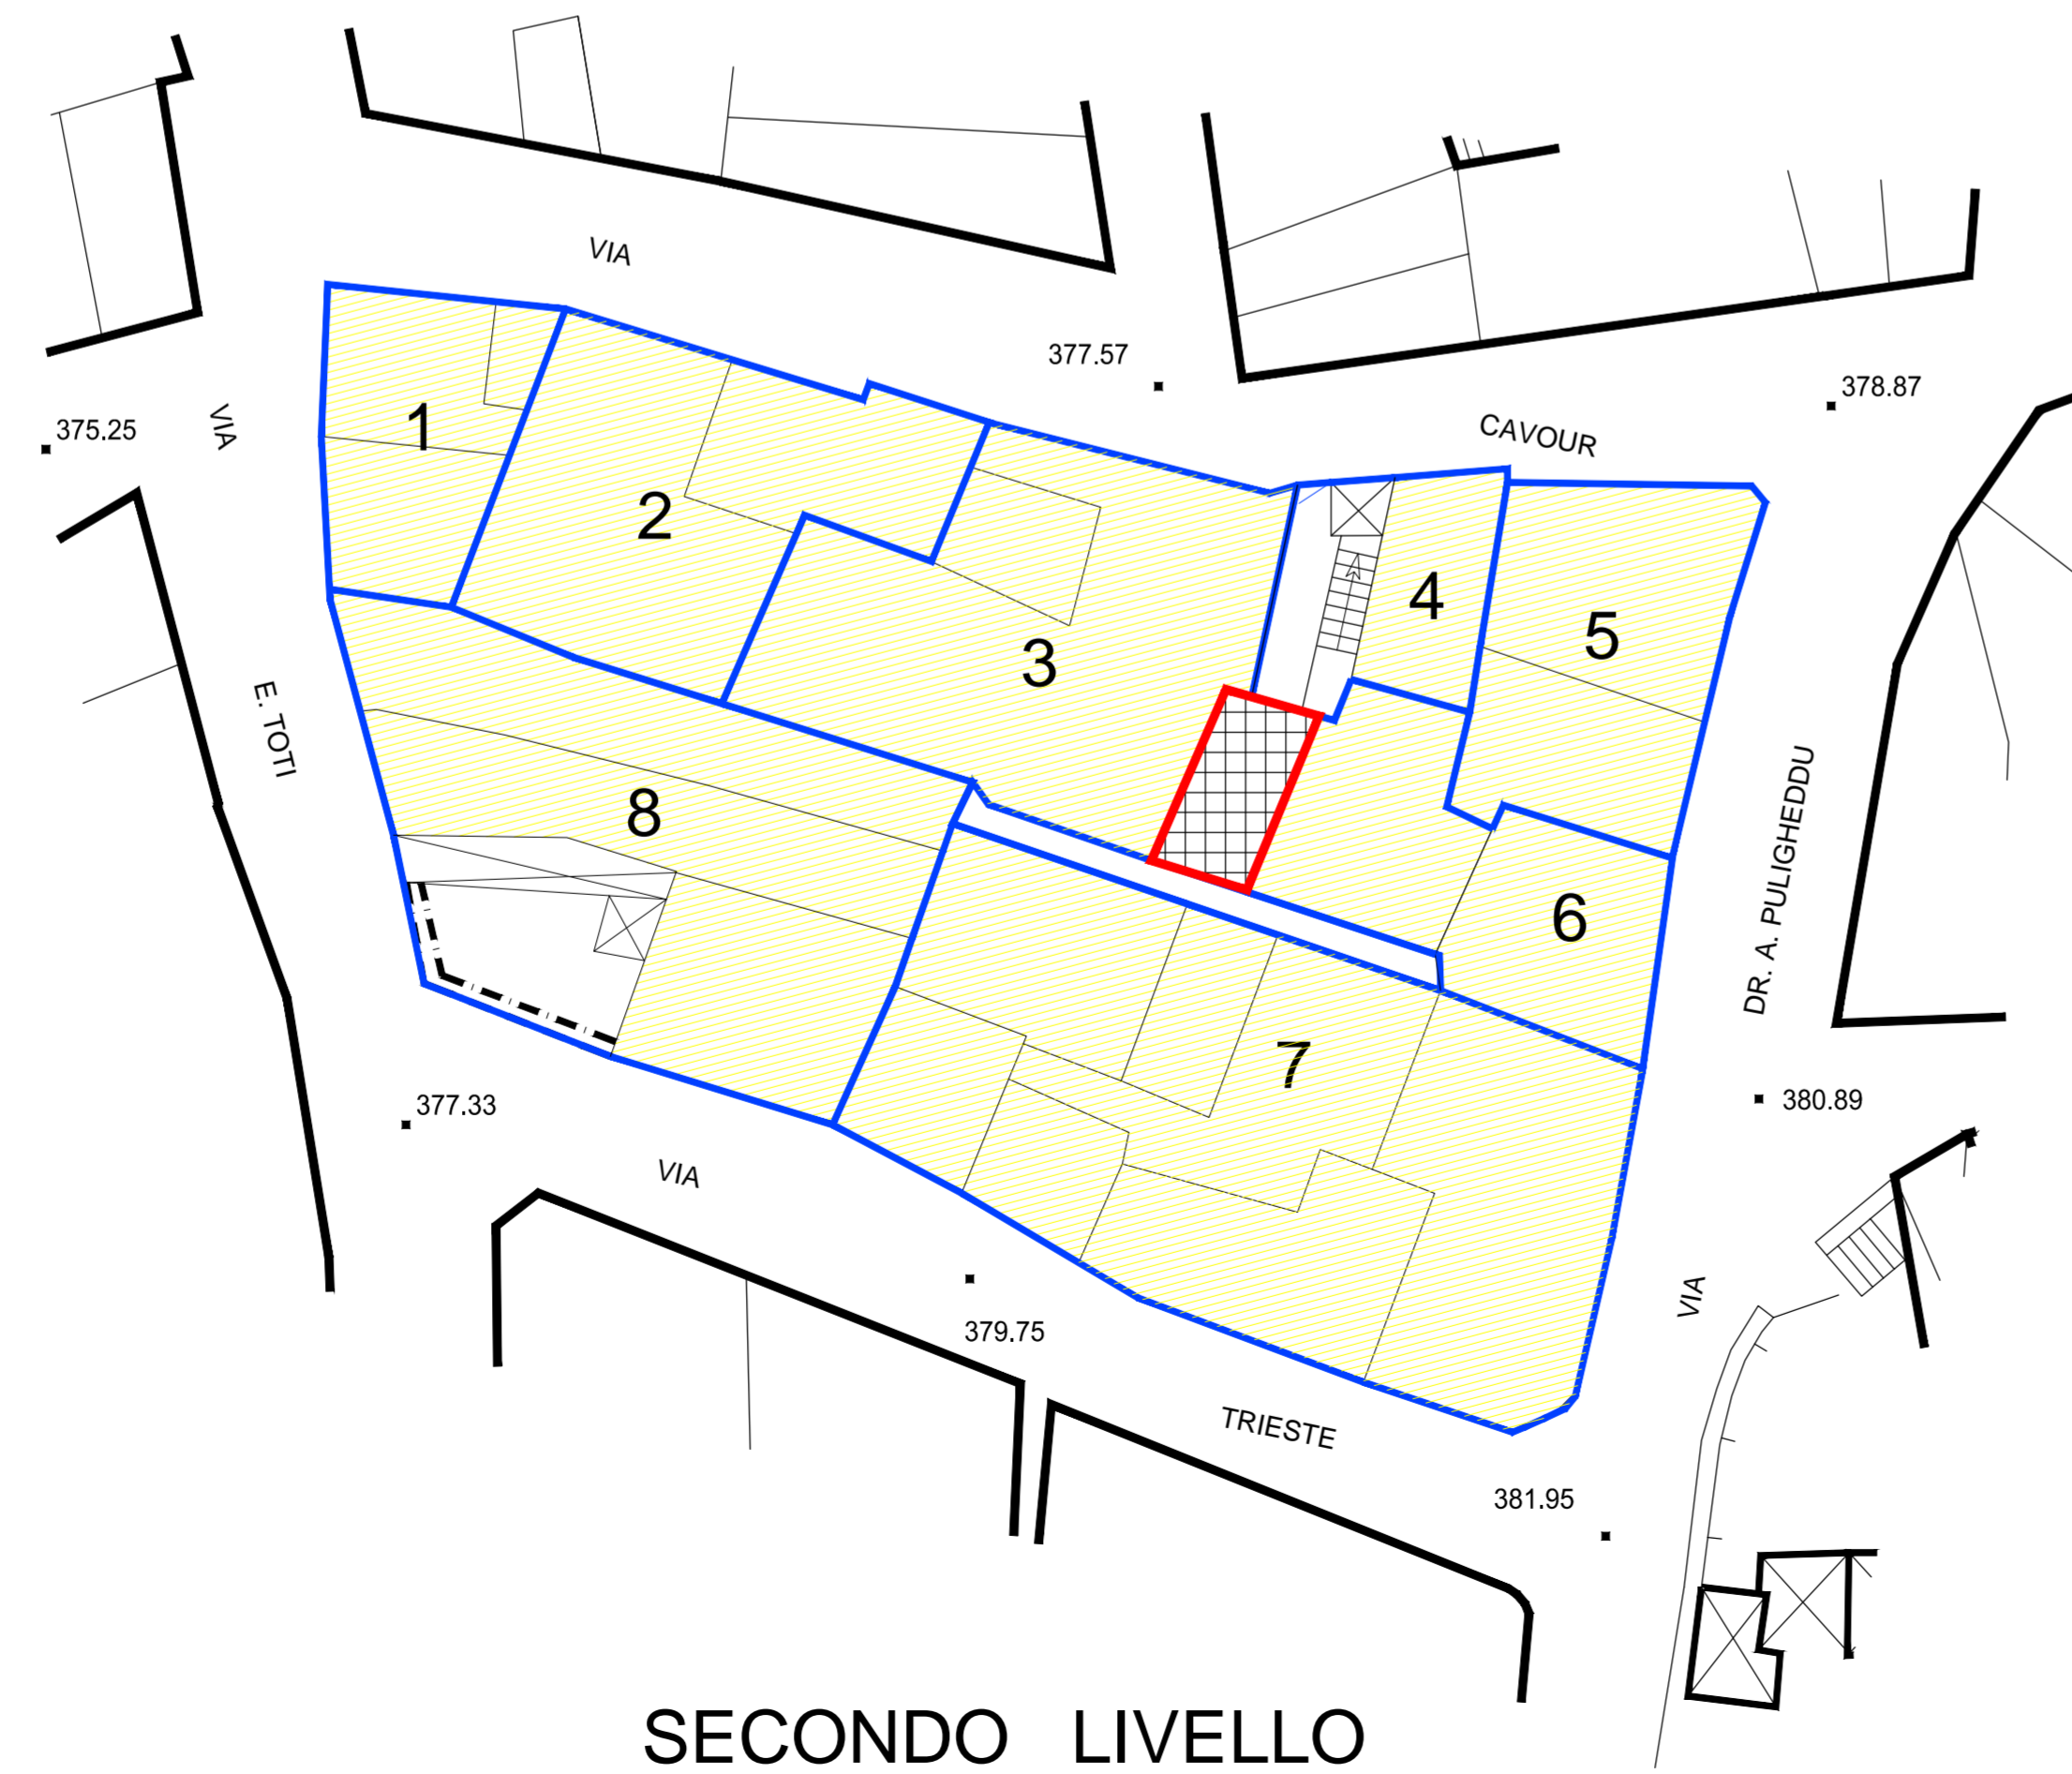 VIA
377.57
378.87
375.25
VIA
CAVOUR
1
2
3
4
5
E. TOTI
8
6
DR. A. PULIGHEDDU
7
377.33
380.89
VIA
VIA
379.75
TRIESTE
381.95
SECONDO LIVELLO